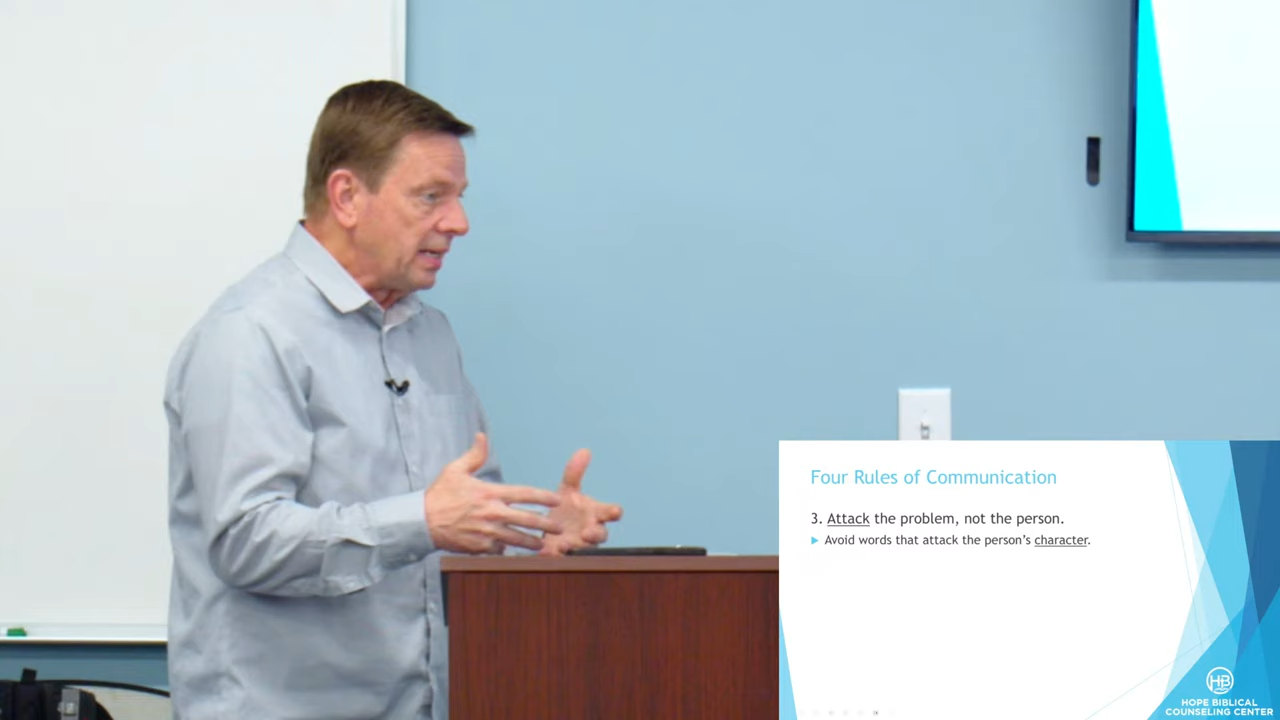 Four Rules of Communication
3. Attack the problem, not the person.
Avoid words that attack the person's character.
HB
HOPE BIBLICAL
COUNSELING CENTER